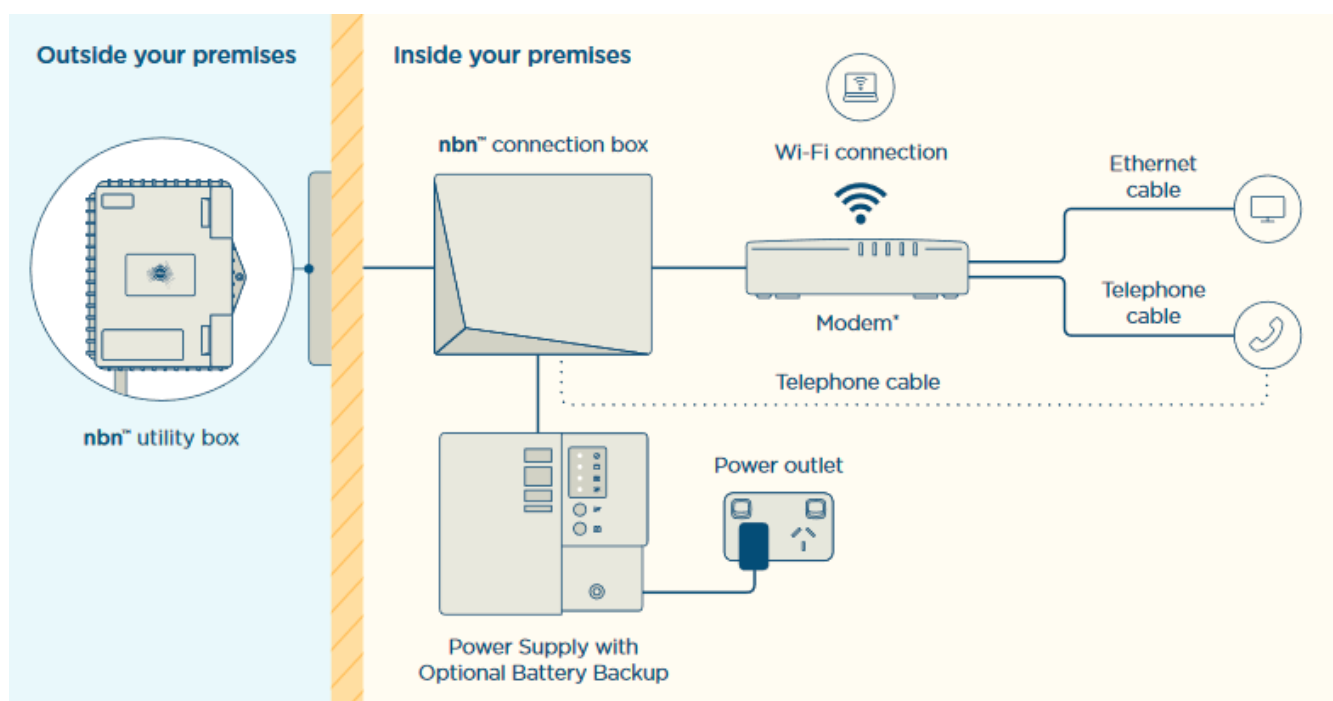 Outside your premises
Inside your premises
nbn™ utility box
nbn™ connection box
Wi-Fi connection
Modem*
Ethernet
cable
Telephone
cable
Telephone cable
Power outlet
Power Supply with
Optional Battery Backup